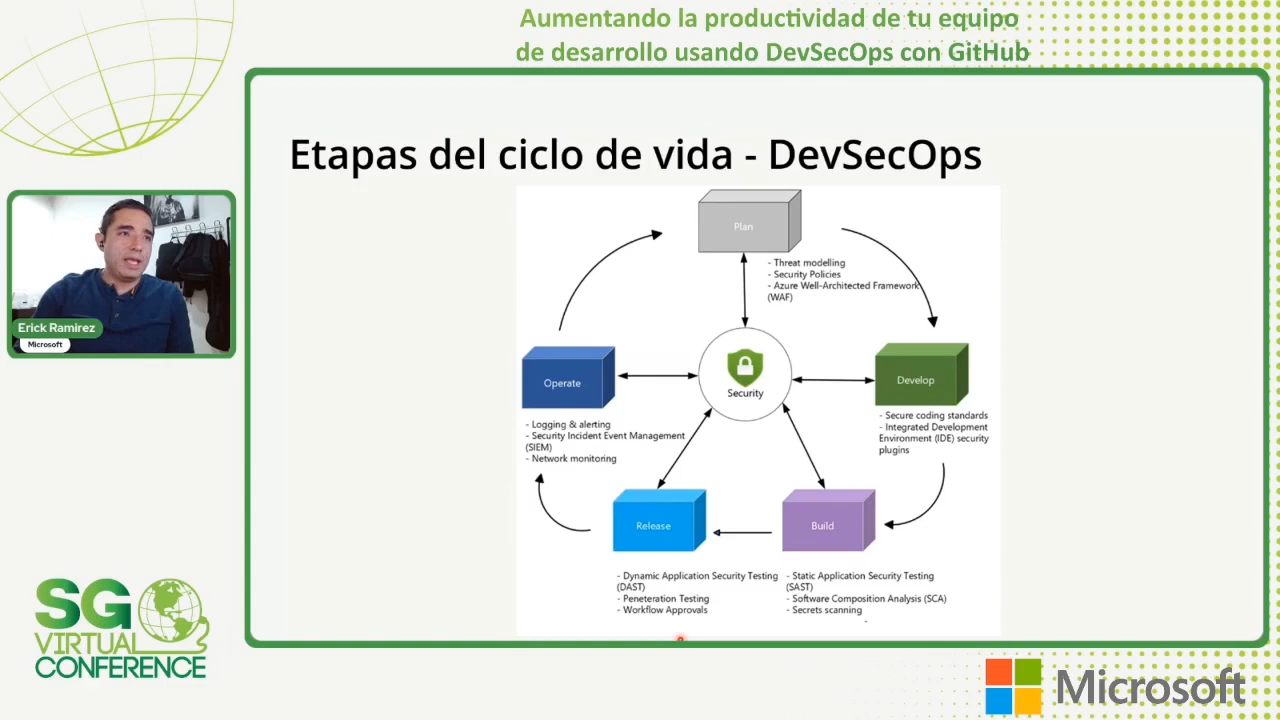 Aumentando la productividad de tu equipo
de desarrollo usando DevSecOps con GitHub
Etapas del ciclo de vida - DevSecOps
Plan
- Threat modelling
- Security Policies
- Azure Well-Architected Framework
(WAF)
Erick Ramirez
Microsoft
Operate
Security
Develop
- Logging & alerting
- Security Incident Event Management
(SIEM)
- Network monitoring
- Secure coding standards
- Integrated Development
Environment (IDE) security
plugins
Release
Build
- Dynamic Application Security Testing
(DAST)
- Peneteration Testing
- Workflow Approvals
- Static Application Security Testing
(SAST)
- Software Composition Analysis (SCA)
- Secrets scanning
SG
VIRTUAL
CONFERENCE
Microsoft